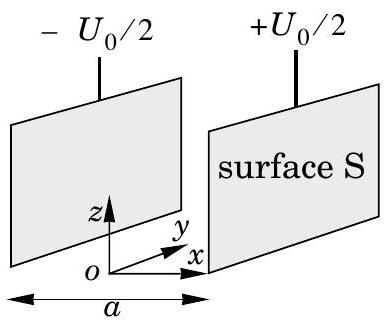 − U₀/2
+U₀/2
surface S
z
y
x
o
a